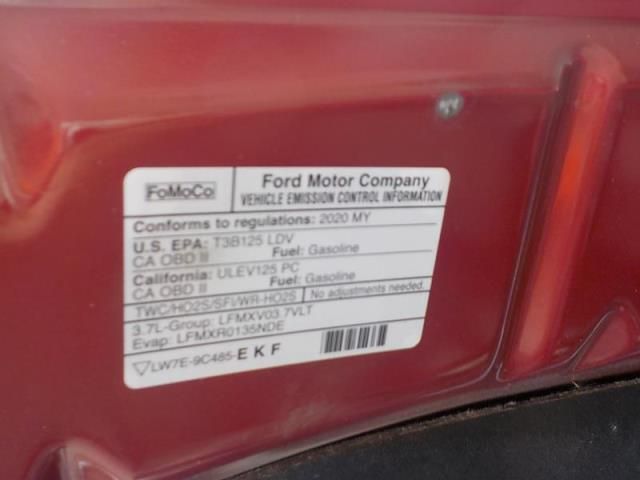 FoMoCo
Ford Motor Company
VEHICLE EMISSION CONTROL INFORMATION
Conforms to regulations: 2020 MY
U.S. EPA: T3B125 LDV
CA OBD II Fuel: Gasoline
California: ULEV125 PC
CA OBD II Fuel: Gasoline
TWC/HO2S/SFI/WR-HO2S No adjustments needed.
3.7L-Group: LFMXV03.7VLT
Evap: LFMXR0135NDE
LW7E-9C485-EKF